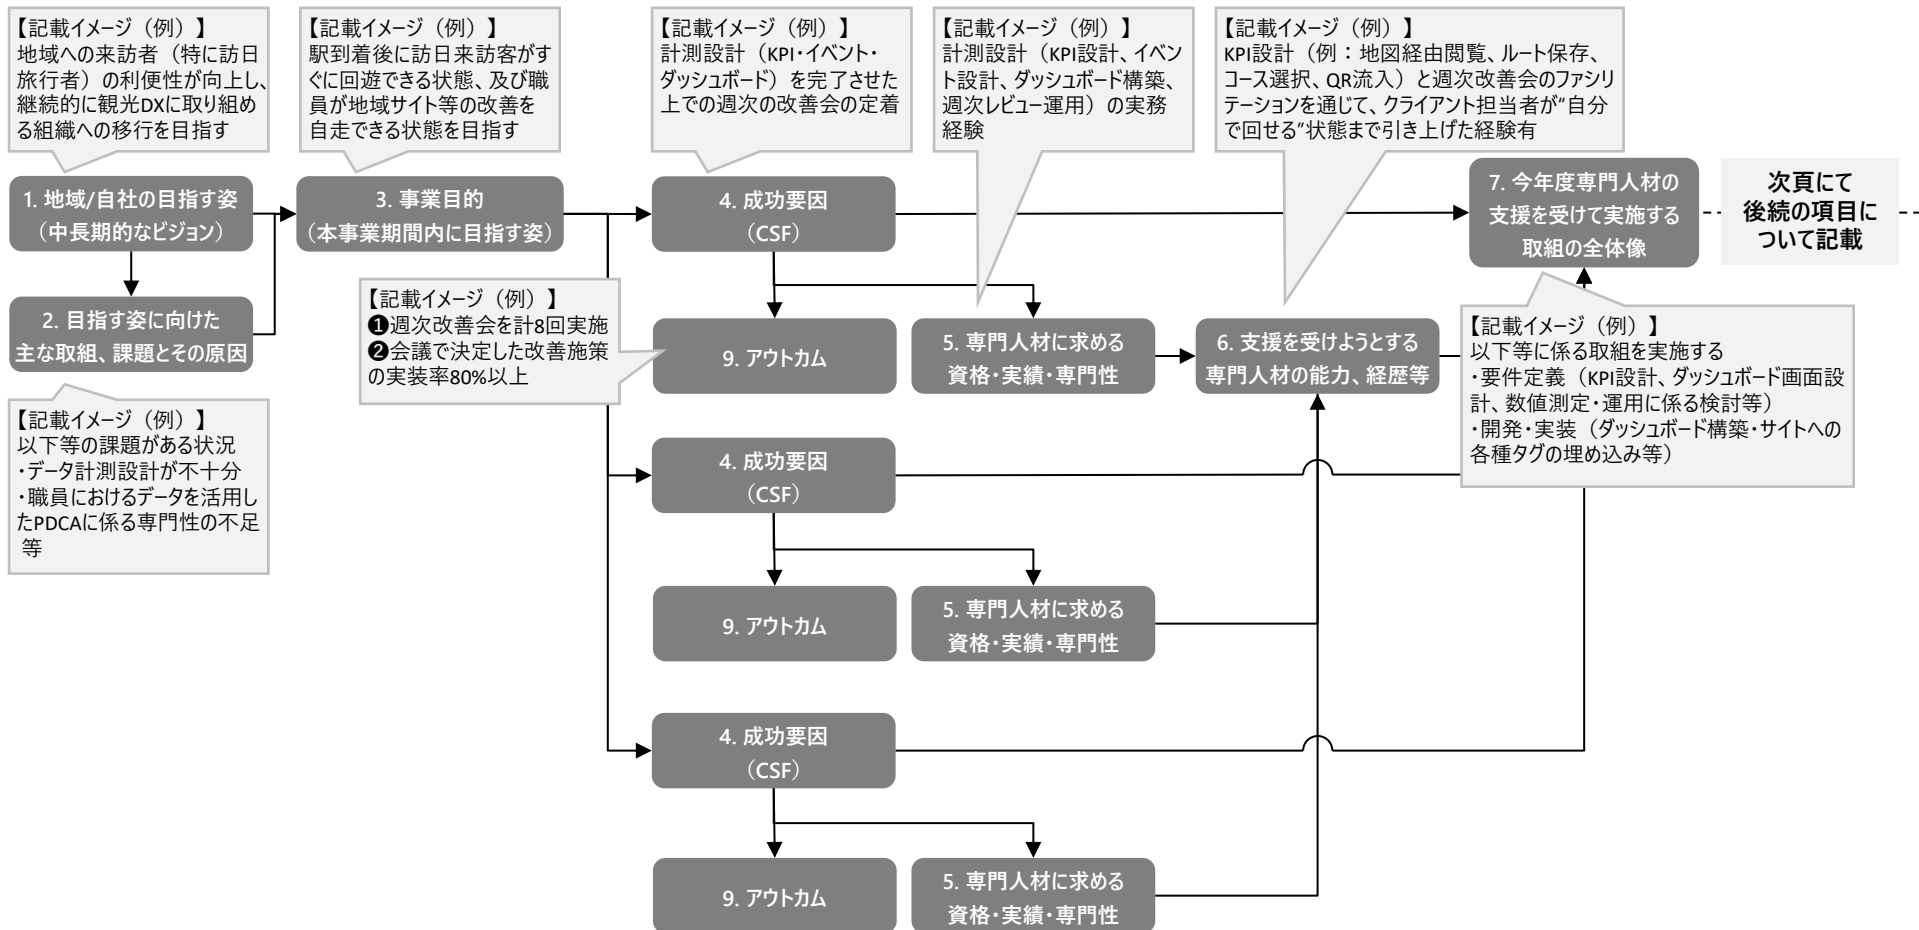 【記載イメージ（例）】
地域への来訪者（特に訪日
旅行者）の利便性が向上し、
継続的に観光DXに取り組め
る組織への移行を目指す
【記載イメージ（例）】
駅到着後に訪日来訪客がす
ぐに回遊できる状態、及び職
員が地域サイト等の改善を
自走できる状態を目指す
【記載イメージ（例）】
計測設計（KPI・イベント・
ダッシュボード）を完了させた
上での週次の改善会の定着
【記載イメージ（例）】
計測設計（KPI設計、イベン
ト設計、ダッシュボード構築、
週次レビュー運用）の実務
経験
【記載イメージ（例）】
KPI設計（例：地図経由閲覧、ルート保存、
コース選択、QR流入）と週次改善会のファシリ
テーションを通じて、クライアント担当者が“自分
で回せる”状態まで引き上げた経験有
1. 地域/自社の目指す姿
（中長期的なビジョン）
3. 事業目的
（本事業期間内に目指す姿）
4. 成功要因
（CSF）
7. 今年度専門人材の
支援を受けて実施する
取組の全体像
次頁にて
後続の項目に
ついて記載
2. 目指す姿に向けた
主な取組、課題とその原因
【記載イメージ（例）】
❶週次改善会を計8回実施
❷会議で決定した改善施策
の実装率80%以上
9. アウトカム
5. 専門人材に求める
資格・実績・専門性
6. 支援を受けようとする
専門人材の能力、経歴等
【記載イメージ（例）】
以下等に係る取組を実施する
・要件定義（KPI設計、ダッシュボード画面設
計、数値測定・運用に係る検討等）
・開発・実装（ダッシュボード構築・サイトへの
各種タグの埋め込み等）
【記載イメージ（例）】
以下等の課題がある状況
・データ計測設計が不十分
・職員におけるデータを活用し
たPDCAに係る専門性の不足
等
4. 成功要因
（CSF）
9. アウトカム
5. 専門人材に求める
資格・実績・専門性
4. 成功要因
（CSF）
9. アウトカム
5. 専門人材に求める
資格・実績・専門性